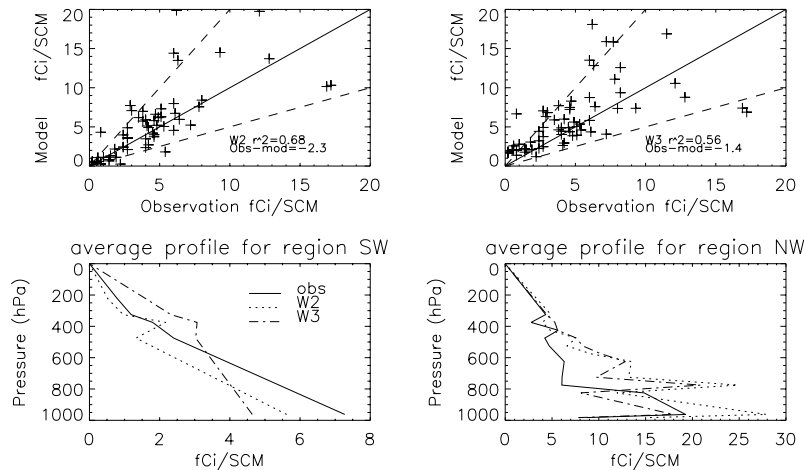 20
15
10
5
0
Model fCi/SCM
W2 r^2=0.68
Obs-mod=-2.3
0 5 10 15 20
Observation fCi/SCM
20
15
10
5
0
Model fCi/SCM
W3 r^2=0.56
Obs-mod=-1.4
0 5 10 15 20
Observation fCi/SCM
average profile for region SW
0
200
400
600
800
1000
Pressure (hPa)
obs
W2
W3
0 2 4 6 8
fCi/SCM
average profile for region NW
0
200
400
600
800
1000
Pressure (hPa)
0 5 10 15 20 25 30
fCi/SCM